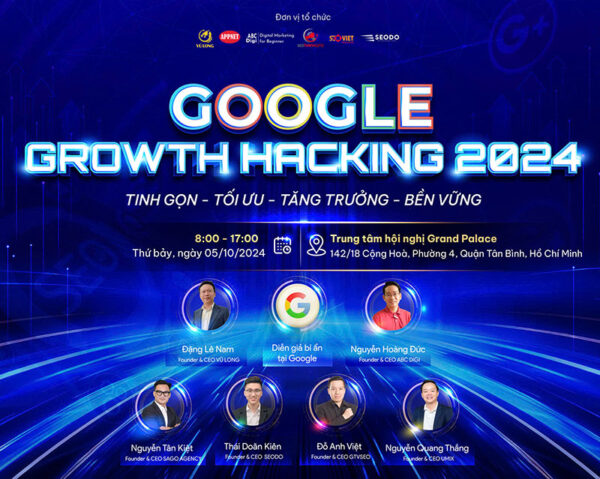 Đơn vị tổ chức
VŨ LONG
APPNET
ABC Digi
Digital Marketing for Beginner
SEOVIET
SEODO
GOOGLE
GROWTH HACKING 2024
TINH GỌN - TỐI ƯU - TĂNG TRƯỞNG - BỀN VỮNG
8:00 - 17:00
Thứ bảy, ngày 05/10/2024
Trung tâm hội nghị Grand Palace
142/18 Cộng Hoà, Phường 4, Quận Tân Bình, Hồ Chí Minh
Đặng Lê Nam
Founder & CEO VŨ LONG
Diễn giả bí ẩn
tại Google
Nguyễn Hoàng Đức
Founder & CEO ABC DIGI
Nguyễn Tấn Kiệt
Founder & CEO SAGO AGENCY
Thái Doãn Kiên
Founder & CEO SEODO
Đỗ Anh Việt
Founder & CEO GTVSEO
Nguyễn Quang Thắng
Founder & CEO UMIX